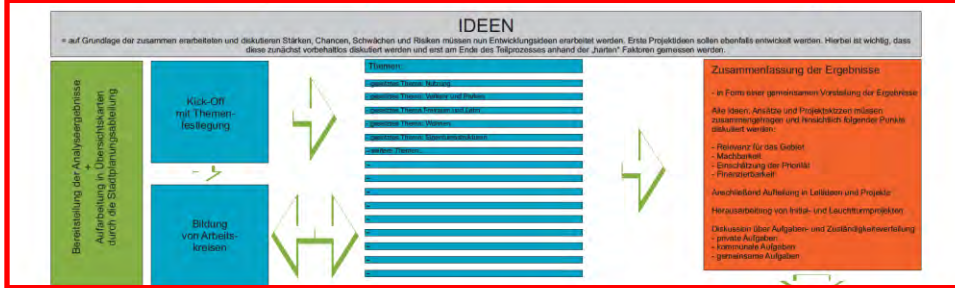 IDEEN
= auf Grundlage der zusammen erarbeiteten und diskutieren Stärken, Chancen, Schwächen und Risiken müssen nun Entwicklungsideen erarbeitet werden. Erste Projektideen sollen ebenfalls entwickelt werden. Hierbei ist wichtig, dass
diese zunächst vorbehaltlos diskutiert werden und erst am Ende des Teilprozesses anhand der „harten“ Faktoren gemessen werden.
Bereitstellung der Analyseergebnisse
+
Aufarbeitung in Übersichtskarten
durch die Stadtplanungsabteilung
Kick-Off
mit Themen-
festlegung
Bildung
von Arbeits-
kreisen
Themen:
- gesetztes Thema: Nutzung
- gesetztes Thema: Verkehr und Parken
- gesetztes Thema Freiraum und
- gesetztes Thema: Wohnen
- gesetztes Thema: Eigentumsstrukturen
- weitere Themen...
-
-
-
-
-
-
-
-
-
Zusammenfassung der Ergebnisse
- in Form einer gemeinsamen Vorstellung der Ergebnisse
Alle Ideen, Ansätze und Projektskizzen müssen
zusammengetragen und hinsichtlich folgender Punkte
diskutiert werden:
- Relevanz für das Gebiet
- Machbarkeit
- Einschätzung der Priorität
- Finanzierbarkeit
Anschließend Aufteilung in Leitideen und Projekte
Herausarbeitung von Initial- und Leuchtturmprojekten
Diskussion über Aufgaben- und Zuständigkeitsverteilung
- private Aufgaben
- kommunale Aufgaben
- gemeinsame Aufgaben